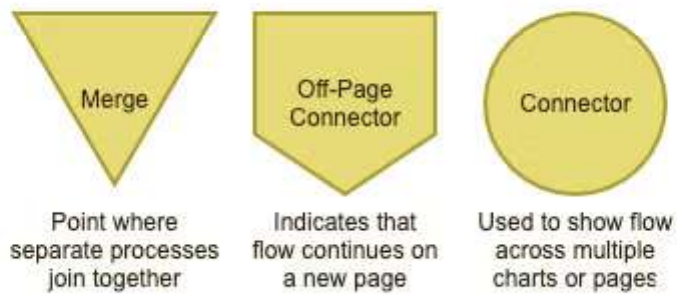 Merge
Off-Page
Connector
Connector
Point where
separate processes
join together
Indicates that
flow continues on
a new page
Used to show flow
across multiple
charts or pages